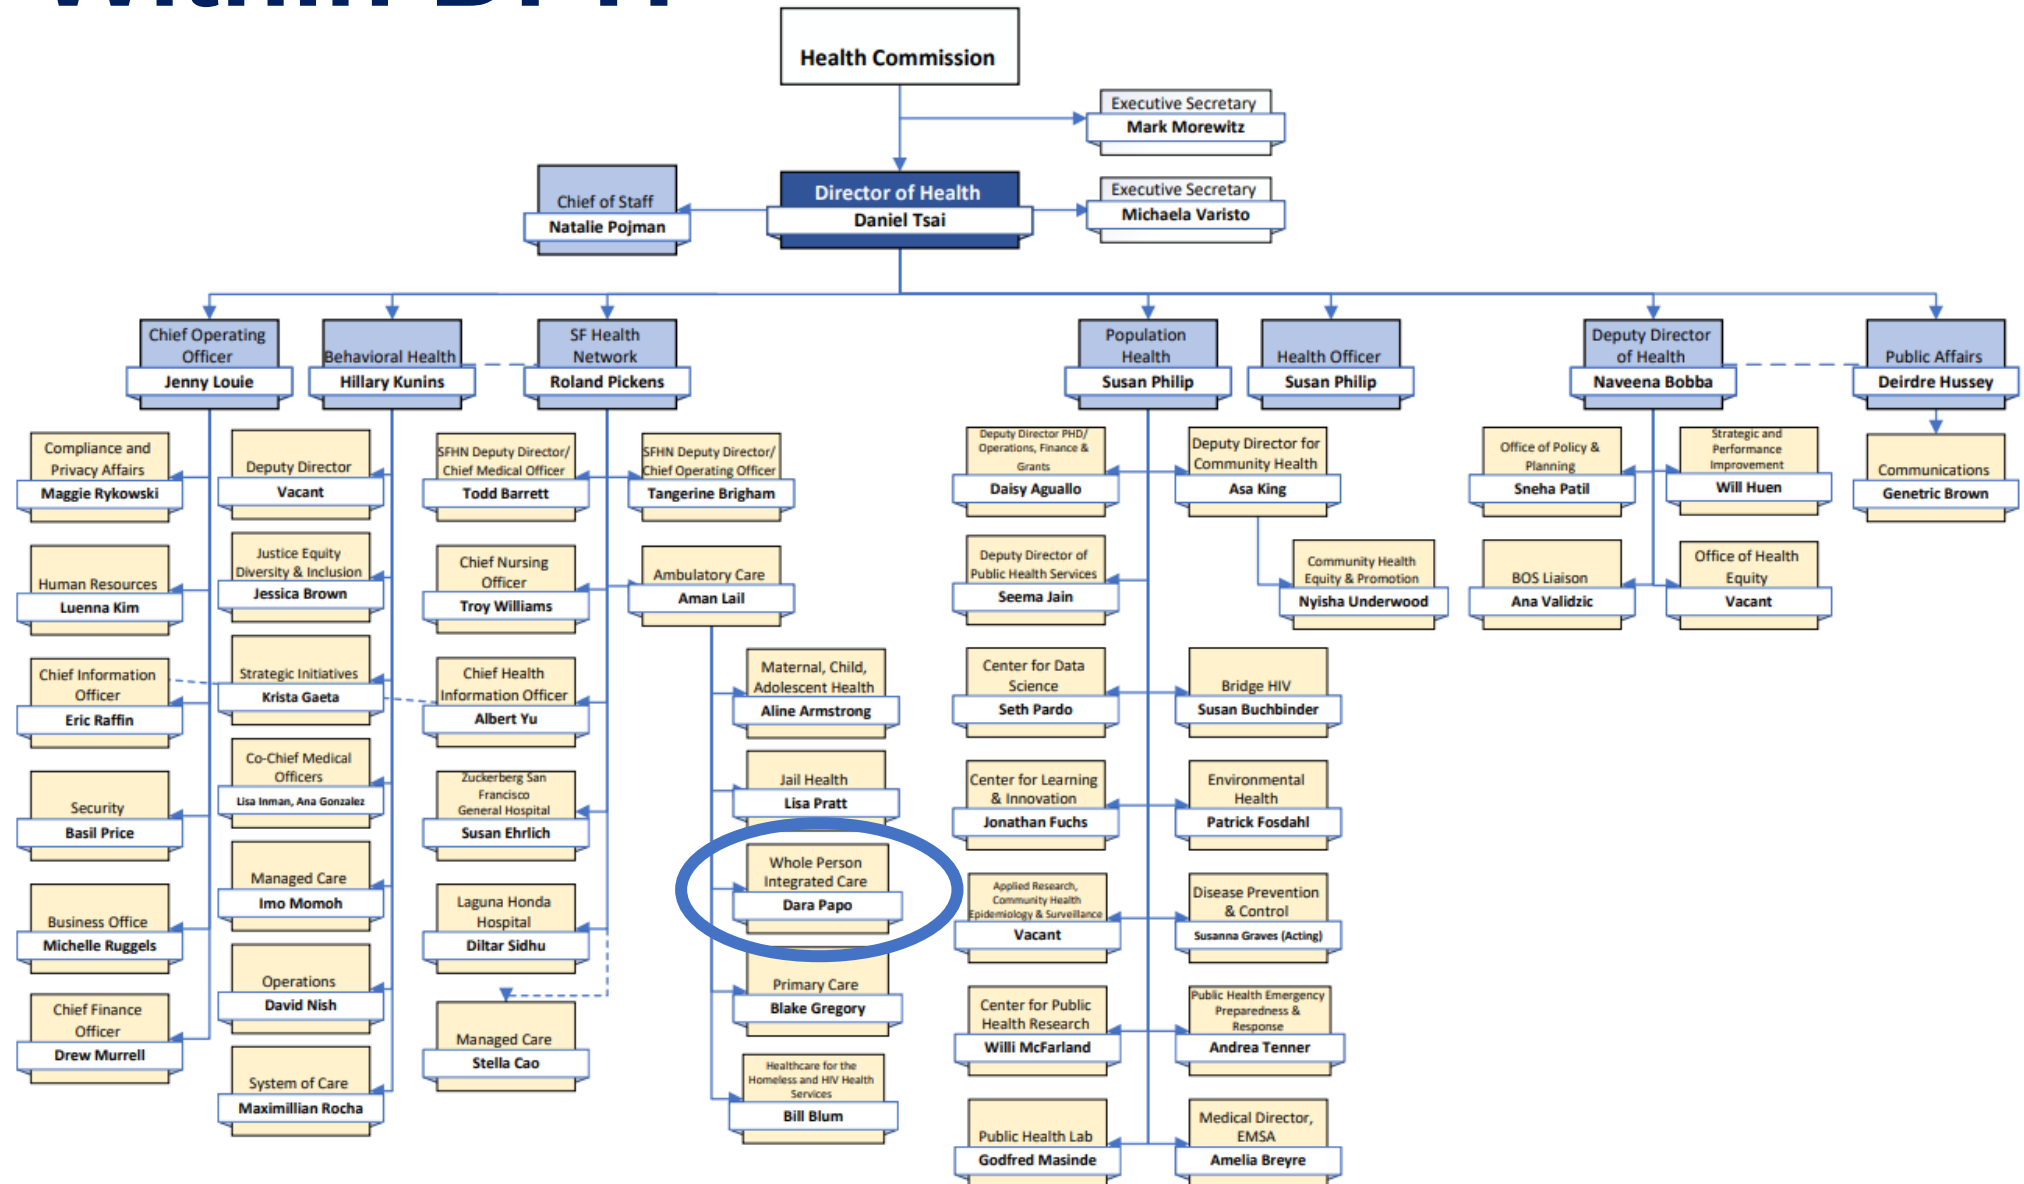 Within DPH
Health Commission
Executive Secretary
Mark Morewitz
Chief of Staff
Natalie Pojman
Director of Health
Daniel Tsai
Executive Secretary
Michaela Varisto
Chief Operating
Officer
Jenny Louie
Behavioral Health
Hillary Kunins
SF Health
Network
Roland Pickens
Population
Health
Susan Philip
Health Officer
Susan Philip
Deputy Director
of Health
Naveena Bobba
Public Affairs
Deirdre Hussey
Compliance and
Privacy Affairs
Maggie Rykowski
Human Resources
Luenna Kim
Chief Information
Officer
Eric Raffin
Security
Basil Price
Business Office
Michelle Ruggels
Chief Finance
Officer
Drew Murrell
Deputy Director
Vacant
Justice Equity
Diversity & Inclusion
Jessica Brown
Strategic Initiatives
Krista Gaeta
Co-Chief Medical
Officers
Lisa Inman, Ana Gonzalez
Managed Care
Imo Momoh
Operations
David Nish
System of Care
Maximillian Rocha
SFHN Deputy Director/
Chief Medical Officer
Todd Barrett
Chief Nursing
Officer
Troy Williams
Chief Health
Information Officer
Albert Yu
Zuckerberg San
Francisco
General Hospital
Susan Ehrlich
Laguna Honda
Hospital
Diltar Sidhu
Managed Care
Stella Cao
SFHN Deputy Director/
Chief Operating Officer
Tangerine Brigham
Ambulatory Care
Aman Lail
Maternal, Child,
Adolescent Health
Aline Armstrong
Jail Health
Lisa Pratt
Whole Person
Integrated Care
Dara Papo
Primary Care
Blake Gregory
Healthcare for the
Homeless and HIV Health
Services
Bill Blum
Deputy Director PHD/
Operations, Finance &
Grants
Daisy Aguallo
Deputy Director of
Public Health Services
Seema Jain
Center for Data
Science
Seth Pardo
Center for Learning
& Innovation
Jonathan Fuchs
Applied Research,
Community Health
Epidemiology & Surveillance
Vacant
Center for Public
Health Research
Willi McFarland
Public Health Lab
Godfred Masinde
Deputy Director for
Community Health
Asa King
Community Health
Equity & Promotion
Nyisha Underwood
Bridge HIV
Susan Buchbinder
Environmental
Health
Patrick Fosdahl
Disease Prevention
& Control
Susanna Graves (Acting)
Public Health Emergency
Preparedness &
Response
Andrea Tenner
Medical Director,
EMSA
Amelia Breyre
Office of Policy &
Planning
Sneha Patil
BOS Liaison
Ana Validzic
Strategic and
Performance
Improvement
Will Huen
Office of Health
Equity
Vacant
Communications
Genetric Brown